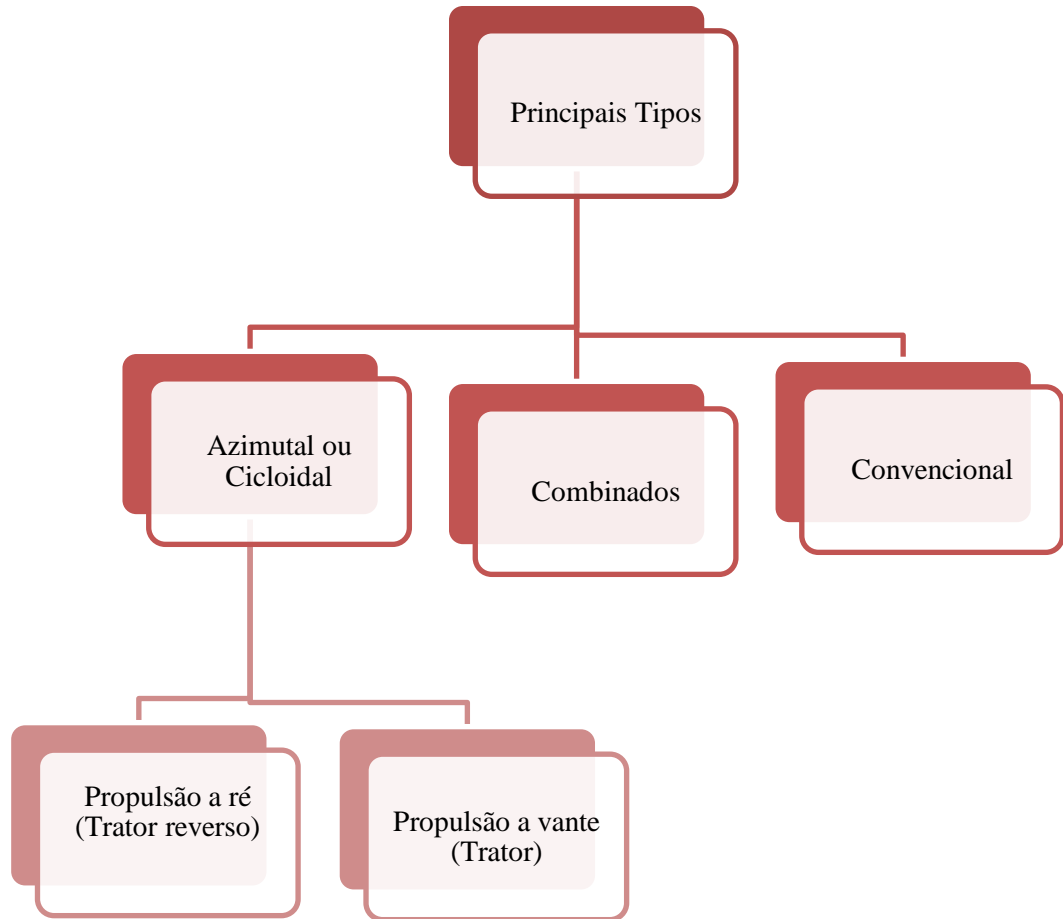 Principais Tipos
Azimutal ou
Cicloidal
Combinados
Convencional
Propulsão a ré
(Trator reverso)
Propulsão a vante
(Trator)